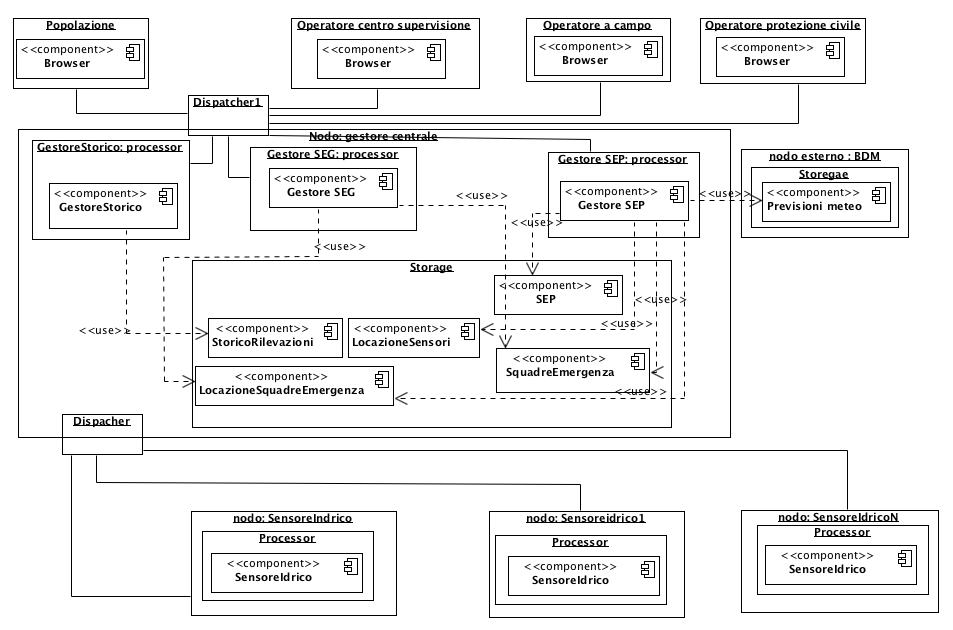 Popolazione
<<component>>
Browser
Operatore centro supervisione
<<component>>
Browser
Operatore a campo
<<component>>
Browser
Operatore protezione civile
<<component>>
Browser
Dispatcher1
Nodo: gestore centrale
GestoreStorico: processor
<<component>>
GestoreStorico
Gestore SEG: processor
<<component>>
Gestore SEG
Gestore SEP: processor
<<component>>
Gestore SEP
nodo esterno : BDM
Storegae
<<component>>
Previsioni meteo
<<use>>
<<use>>
<<use>>
<<use>>
Storage
<<component>>
SEP
<<use>>
<<use>>
<<use>>
<<component>>
StoricoRilevazioni
<<component>>
LocazioneSensori
<<component>>
SquadreEmergenza
<<component>>
LocazioneSquadreEmergenza
<<use>>
Dispacher
nodo: SensoreIndrico
Processor
<<component>>
SensoreIdrico
nodo: Sensoreidrico1
Processor
<<component>>
SensoreIdrico
nodo: SensoreIdricoN
Processor
<<component>>
SensoreIdrico